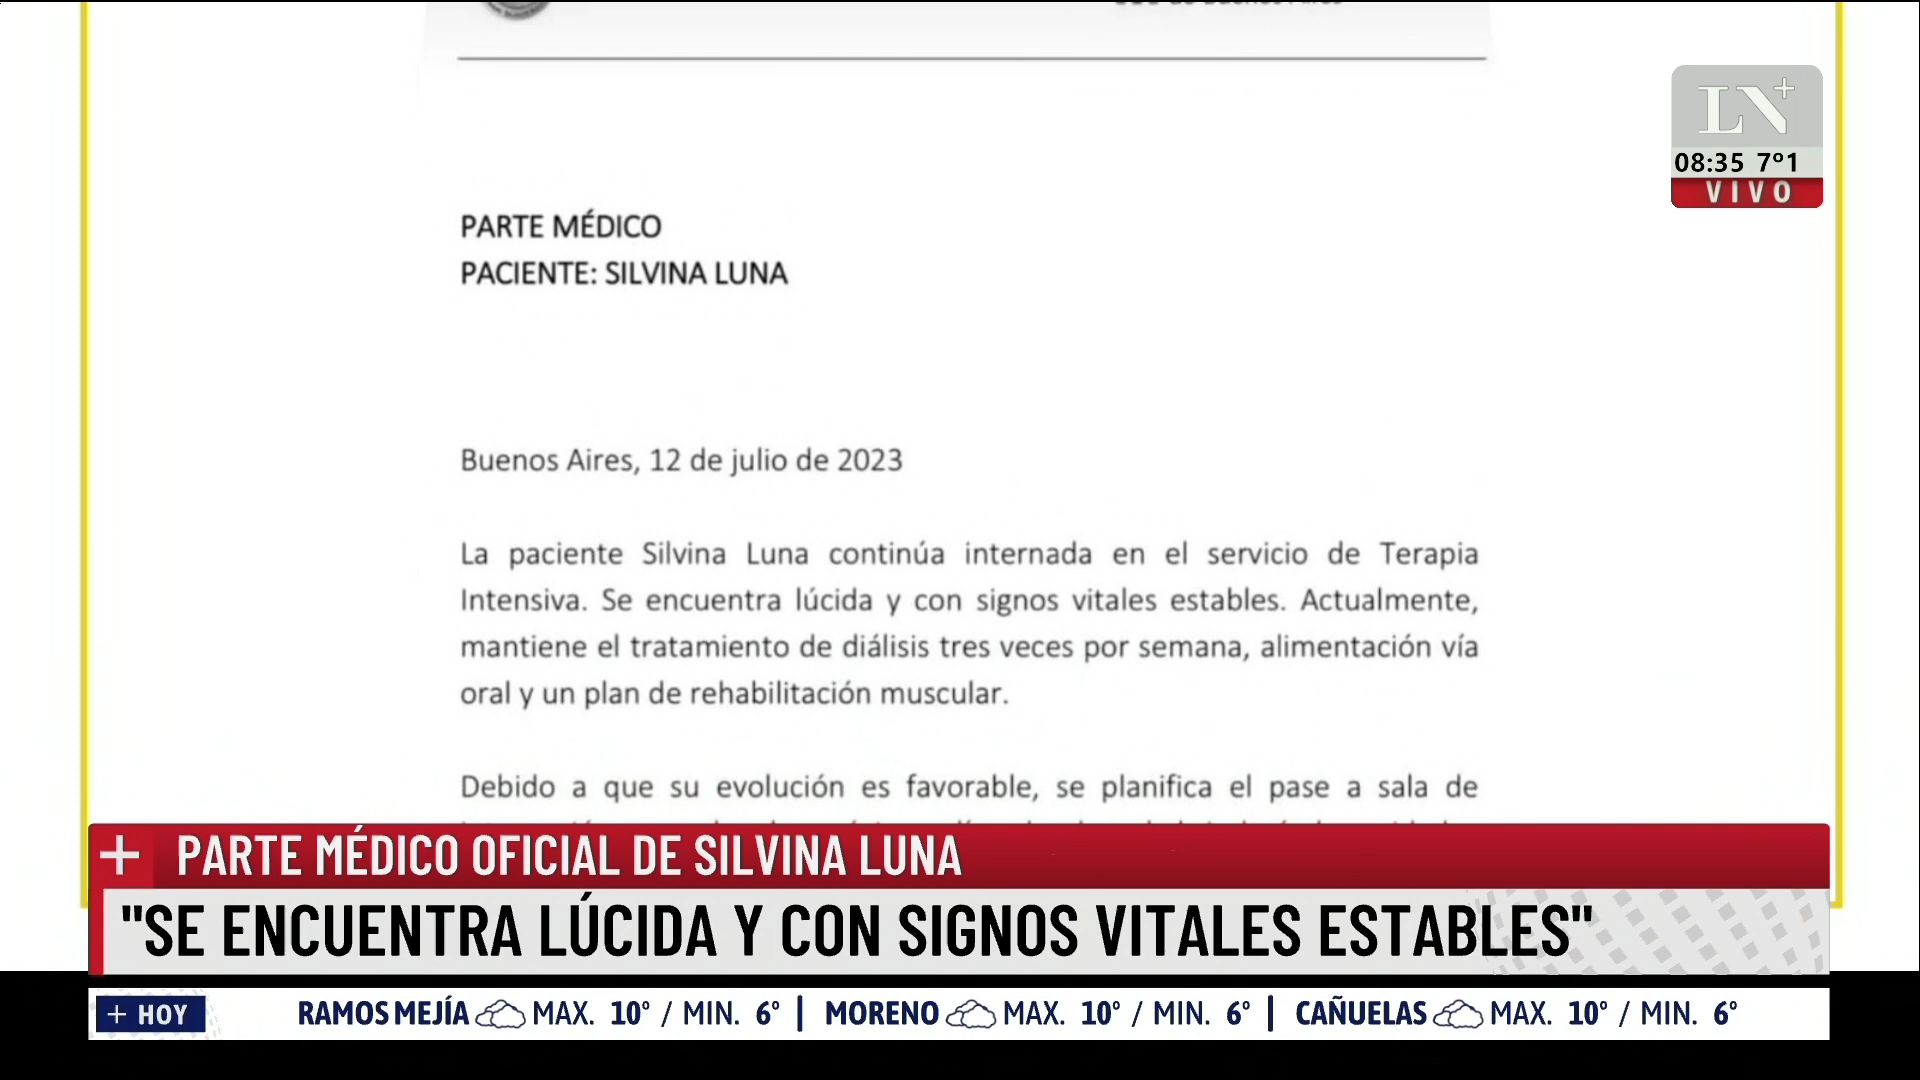 LN+
08:35 7º1
VIVO
PARTE MÉDICO
PACIENTE: SILVINA LUNA
Buenos Aires, 12 de julio de 2023
La paciente Silvina Luna continúa internada en el servicio de Terapia
Intensiva. Se encuentra lúcida y con signos vitales estables. Actualmente,
mantiene el tratamiento de diálisis tres veces por semana, alimentación vía
oral y un plan de rehabilitación muscular.
Debido a que su evolución es favorable, se planifica el pase a sala de
+ PARTE MÉDICO OFICIAL DE SILVINA LUNA
"SE ENCUENTRA LÚCIDA Y CON SIGNOS VITALES ESTABLES"
+ HOY RAMOS MEJÍA MAX. 10° / MIN. 6° | MORENO MAX. 10° / MIN. 6° | CAÑUELAS MAX. 10° / MIN. 6°